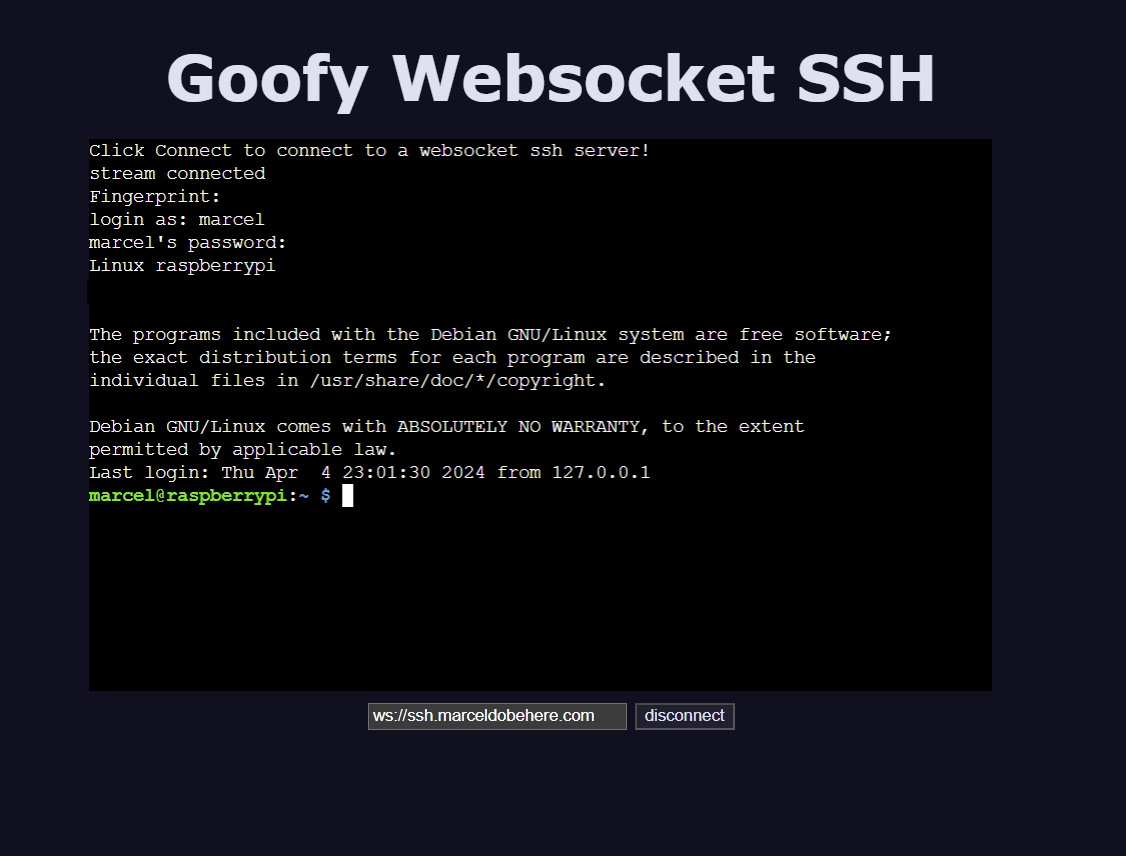 Goofy Websocket SSH
Click Connect to connect to a websocket ssh server!
stream connected
Fingerprint:
login as: marcel
marcel's password:
Linux raspberrypi
The programs included with the Debian GNU/Linux system are free software;
the exact distribution terms for each program are described in the
individual files in /usr/share/doc/*/copyright.
Debian GNU/Linux comes with ABSOLUTELY NO WARRANTY, to the extent
permitted by applicable law.
Last login: Thu Apr  4 23:01:30 2024 from 127.0.0.1
marcel@raspberrypi:~ $
ws://ssh.marceldobehere.com disconnect